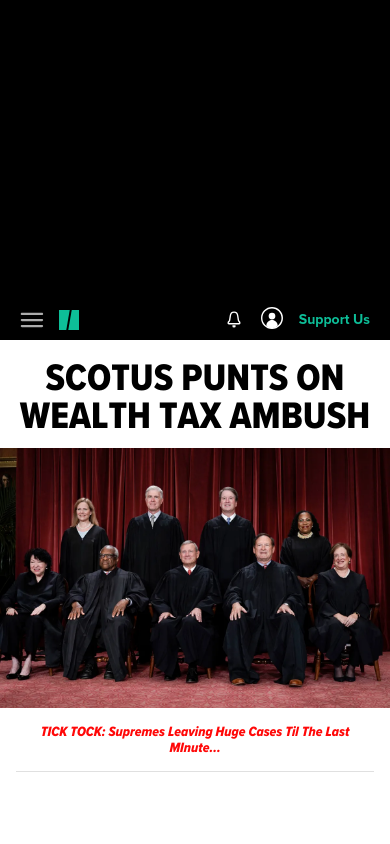 Support Us
SCOTUS PUNTS ON
WEALTH TAX AMBUSH
TICK TOCK: Supremes Leaving Huge Cases Til The Last
MInute...